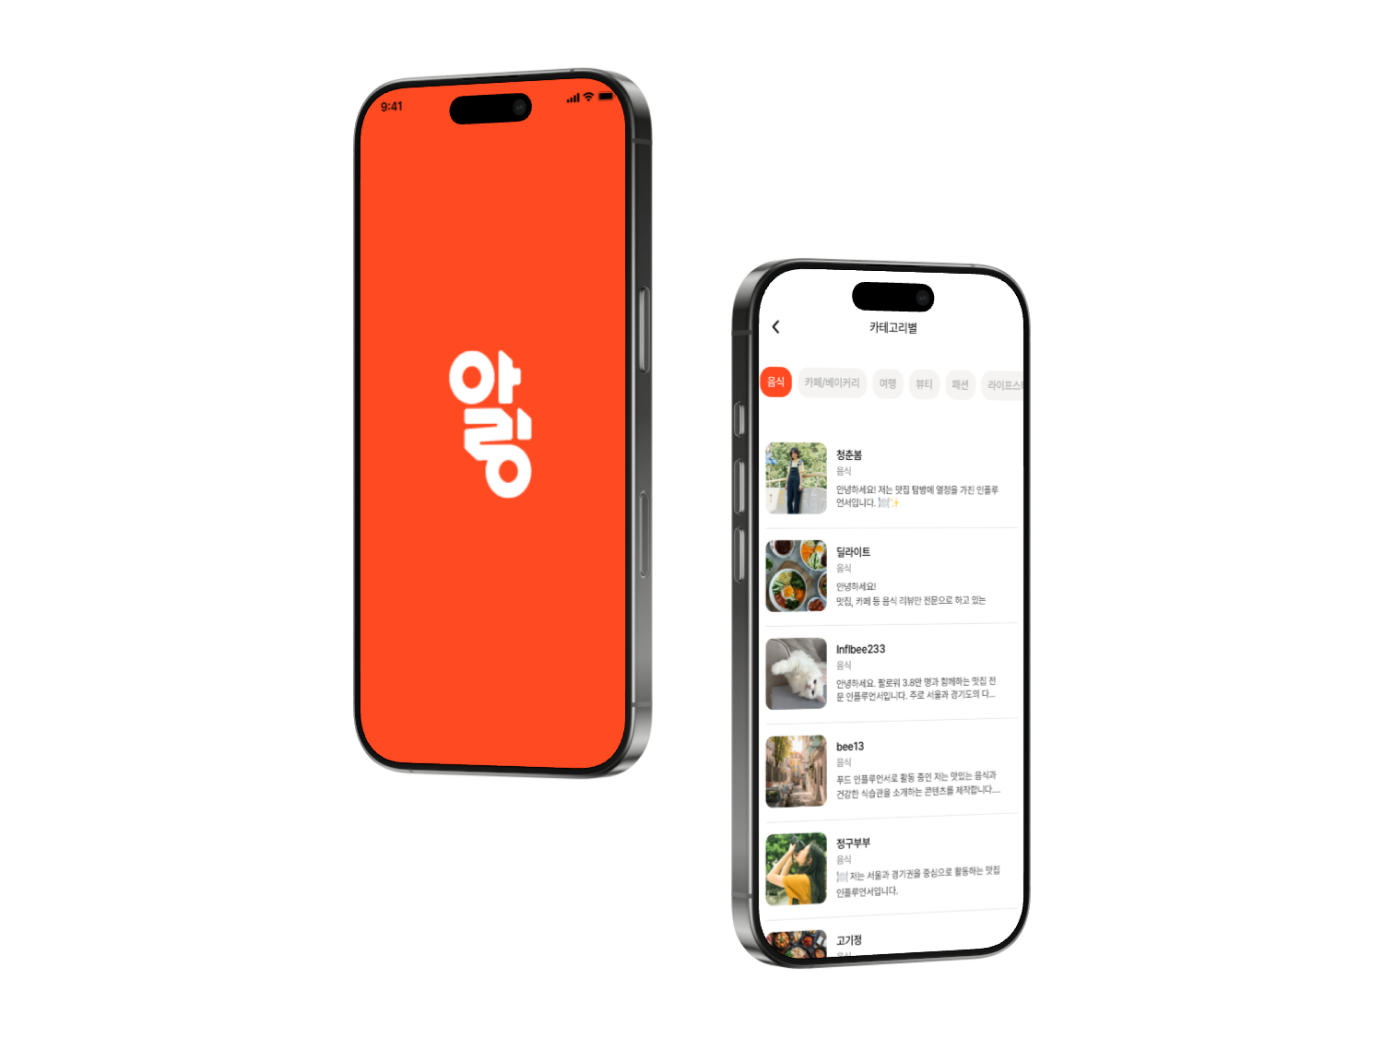 9:41
알랑
카테고리별
음식 카페/베이커리 여행 뷰티 패션 라이프스타
청춘봄
음식
안녕하세요! 저는 맛집 탐방에 열정을 가진 인플루
언서입니다. 🍽️✨
딜라이트
음식
안녕하세요!
맛집, 카페 등 음식 리뷰만 전문으로 하고 있는
Inflbee233
음식
안녕하세요. 팔로워 3.8만 명과 함께하는 맛집 전
문 인플루언서입니다. 주로 서울과 경기도의 다...
bee13
음식
푸드 인플루언서로 활동 중인 저는 맛있는 음식과
건강한 식습관을 소개하는 콘텐츠를 제작합니다....
정구부부
음식
🍽️ 저는 서울과 경기권을 중심으로 활동하는 맛집
인플루언서입니다.
고기정
음식